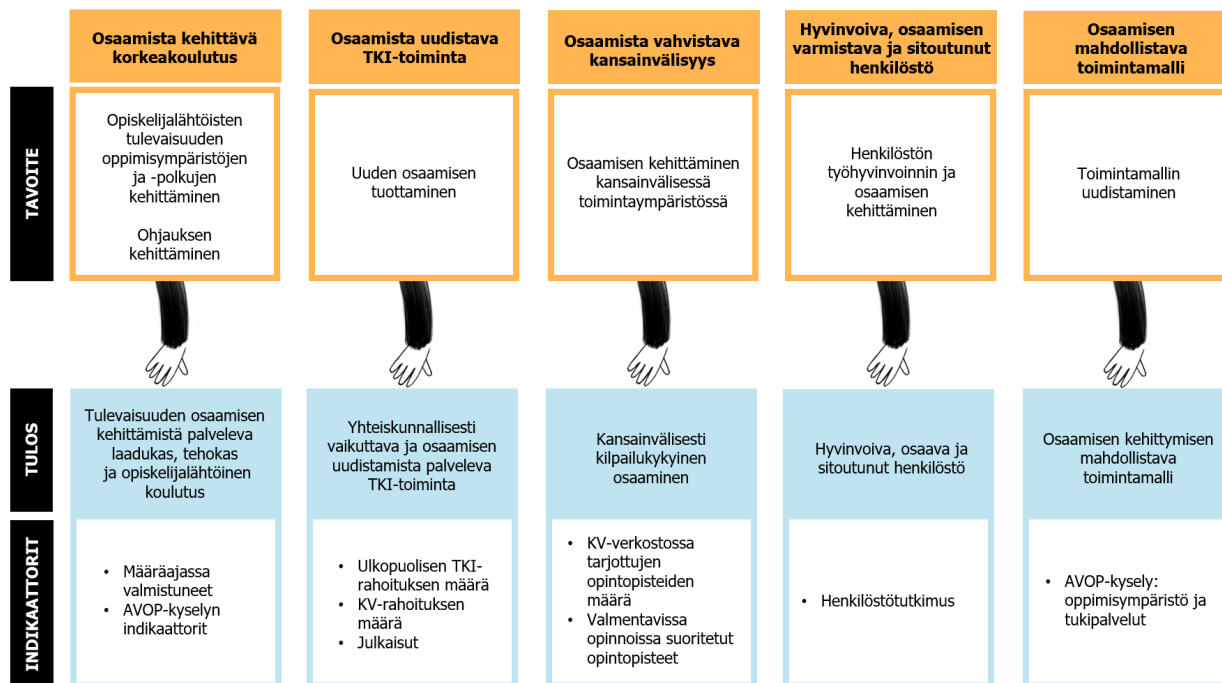 Osaamista kehittävä
korkeakoulutus
Osaamista uudistava
TKI-toiminta
Osaamista vahvistava
kansainvälisyys
Hyvinvoiva, osaamisen
varmistava ja sitoutunut
henkilöstö
Osaamisen
mahdollistava
toimintamalli
TAVOITE
Opiskelijalähtöisten
tulevaisuuden
oppimisympäristöjen
ja -polkujen
kehittäminen
Ohjauksen
kehittäminen
Uuden osaamisen
tuottaminen
Osaamisen kehittäminen
kansainvälisessä
toimintaympäristössä
Henkilöstön
työhyvinvoinnin ja
osaamisen
kehittäminen
Toimintamallin
uudistaminen
TULOS
Tulevaisuuden osaamisen
kehittämistä palveleva
laadukas, tehokas
ja opiskelijalähtöinen
koulutus
Yhteiskunnallisesti
vaikuttava ja osaamisen
uudistamista palveleva
TKI-toiminta
Kansainvälisesti
kilpailukykyinen
osaaminen
Hyvinvoiva, osaava ja
sitoutunut henkilöstö
Osaamisen kehittymisen
mahdollistava
toimintamalli
INDIKAATTORIT
• Määräajassa
valmistuneet
• AVOP-kyselyn
indikaattorit
• Ulkopuolisen TKI-
rahoituksen määrä
• KV-rahoituksen
määrä
• Julkaisut
• KV-verkostossa
tarjottujen
opintopisteiden
määrä
• Valmentavissa
opinnoissa suoritetut
opintopisteet
• Henkilöstötutkimus
• AVOP-kysely:
oppimisympäristö ja
tukipalvelut